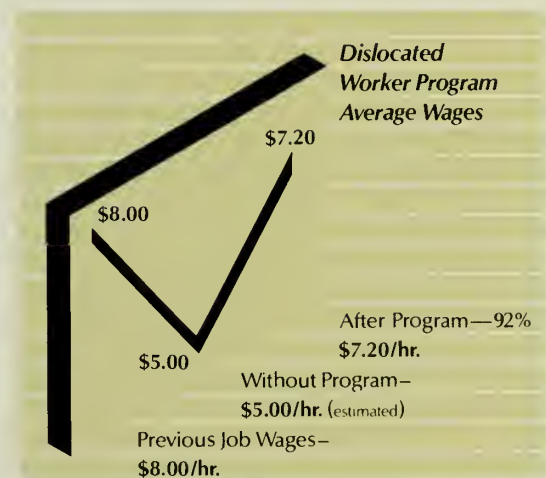 Dislocated
Worker Program
Average Wages
$7.20
$8.00
$5.00
After Program—92%
$7.20/hr.
Without Program–
$5.00/hr. (estimated)
Previous Job Wages–
$8.00/hr.